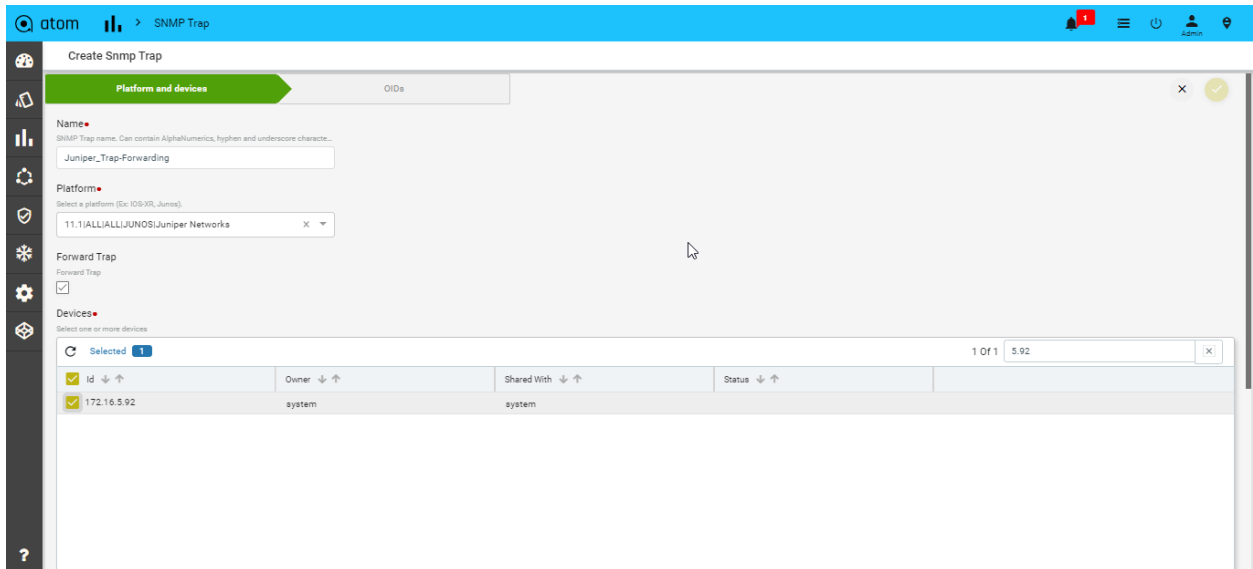 atom > SNMP Trap 1 Admin
Create Snmp Trap
Platform and devices OIDs
Name
SNMP Trap name. Can contain AlphaNumerics, hyphen and underscore characte...
Juniper_Trap-Forwarding
Platform
Select a platform (Ex: IOS-XR, Junos).
11.1|ALL|ALL|JUNOS|Juniper Networks
Forward Trap
Forward Trap
Devices
Select one or more devices
Selected 1 1 Of 1 5.92
Id Owner Shared With Status
172.16.5.92 system system
?